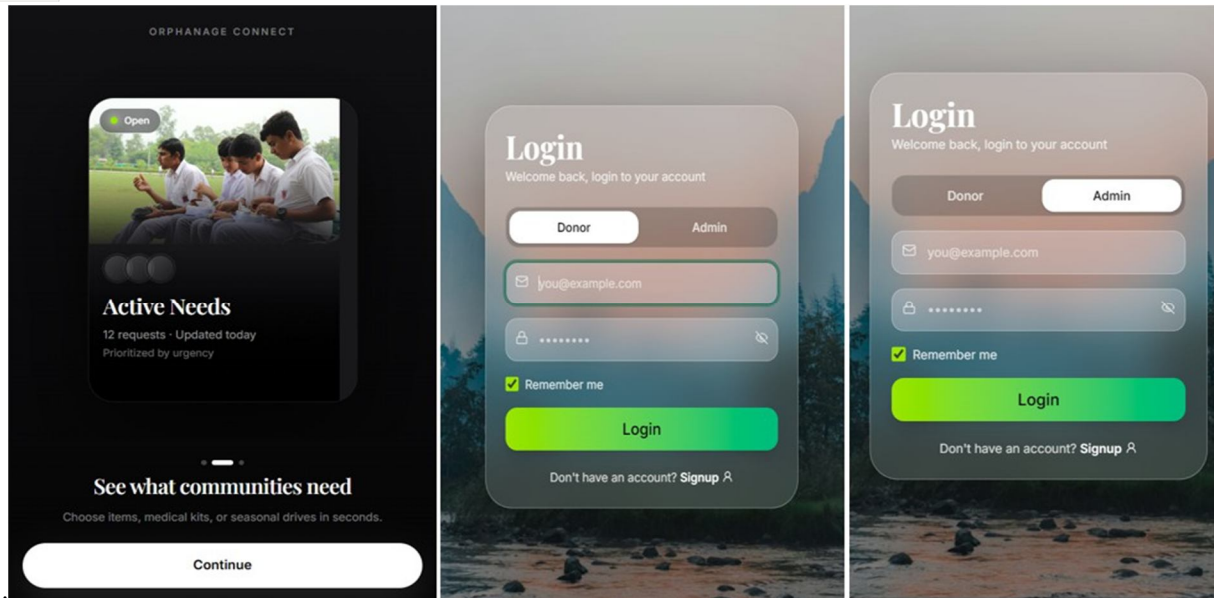 ORPHANAGE CONNECT
Open
Active Needs
12 requests · Updated today
Prioritized by urgency
See what communities need
Choose items, medical kits, or seasonal drives in seconds.
Continue
Login
Welcome back, login to your account
Donor Admin
you@example.com
Remember me
Login
Don't have an account? Signup
Login
Welcome back, login to your account
Donor Admin
you@example.com
Remember me
Login
Don't have an account? Signup